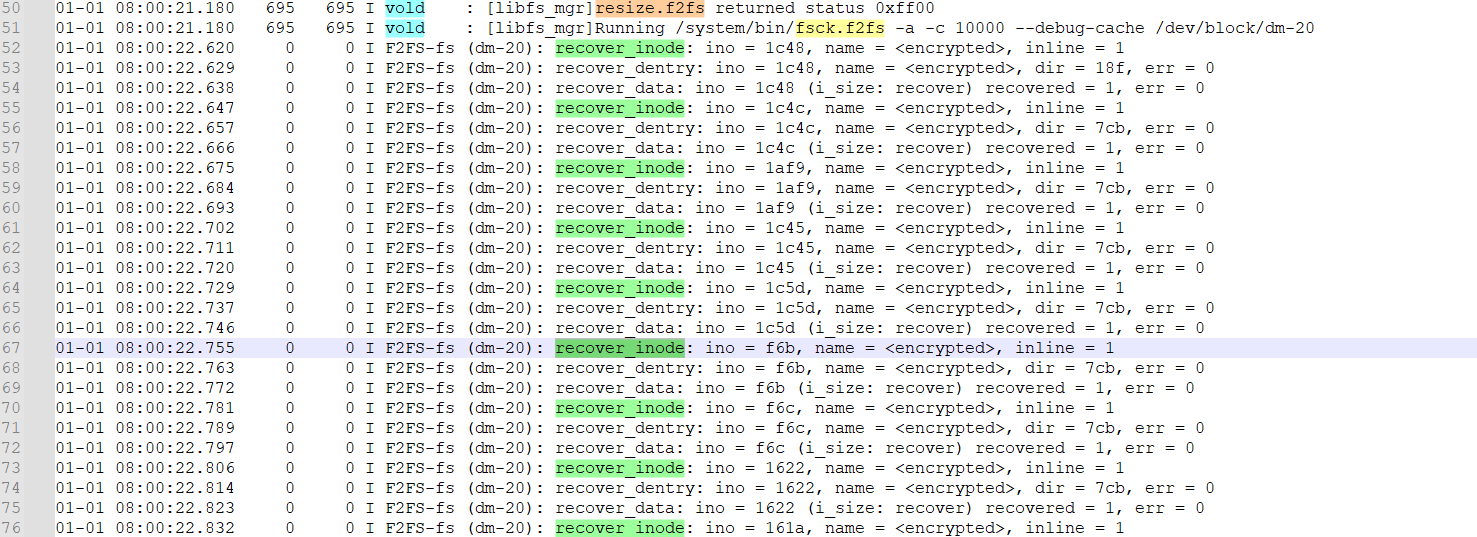 50 01-01 08:00:21.180 695 695 I vold : [libfs_mgr]resize.f2fs returned status 0xff00
51 01-01 08:00:21.180 695 695 I vold : [libfs_mgr]Running /system/bin/fsck.f2fs -a -c 10000 --debug-cache /dev/block/dm-20
52 01-01 08:00:22.620 0 0 I F2FS-fs (dm-20): recover_inode: ino = 1c48, name = <encrypted>, inline = 1
53 01-01 08:00:22.629 0 0 I F2FS-fs (dm-20): recover_dentry: ino = 1c48, name = <encrypted>, dir = 18f, err = 0
54 01-01 08:00:22.638 0 0 I F2FS-fs (dm-20): recover_data: ino = 1c48 (i_size: recover) recovered = 1, err = 0
55 01-01 08:00:22.647 0 0 I F2FS-fs (dm-20): recover_inode: ino = 1c4c, name = <encrypted>, inline = 1
56 01-01 08:00:22.657 0 0 I F2FS-fs (dm-20): recover_dentry: ino = 1c4c, name = <encrypted>, dir = 7cb, err = 0
57 01-01 08:00:22.666 0 0 I F2FS-fs (dm-20): recover_data: ino = 1c4c (i_size: recover) recovered = 1, err = 0
58 01-01 08:00:22.675 0 0 I F2FS-fs (dm-20): recover_inode: ino = 1af9, name = <encrypted>, inline = 1
59 01-01 08:00:22.684 0 0 I F2FS-fs (dm-20): recover_dentry: ino = 1af9, name = <encrypted>, dir = 7cb, err = 0
60 01-01 08:00:22.693 0 0 I F2FS-fs (dm-20): recover_data: ino = 1af9 (i_size: recover) recovered = 1, err = 0
61 01-01 08:00:22.702 0 0 I F2FS-fs (dm-20): recover_inode: ino = 1c45, name = <encrypted>, inline = 1
62 01-01 08:00:22.711 0 0 I F2FS-fs (dm-20): recover_dentry: ino = 1c45, name = <encrypted>, dir = 7cb, err = 0
63 01-01 08:00:22.720 0 0 I F2FS-fs (dm-20): recover_data: ino = 1c45 (i_size: recover) recovered = 1, err = 0
64 01-01 08:00:22.729 0 0 I F2FS-fs (dm-20): recover_inode: ino = 1c5d, name = <encrypted>, inline = 1
65 01-01 08:00:22.737 0 0 I F2FS-fs (dm-20): recover_dentry: ino = 1c5d, name = <encrypted>, dir = 7cb, err = 0
66 01-01 08:00:22.746 0 0 I F2FS-fs (dm-20): recover_data: ino = 1c5d (i_size: recover) recovered = 1, err = 0
67 01-01 08:00:22.755 0 0 I F2FS-fs (dm-20): recover_inode: ino = f6b, name = <encrypted>, inline = 1
68 01-01 08:00:22.763 0 0 I F2FS-fs (dm-20): recover_dentry: ino = f6b, name = <encrypted>, dir = 7cb, err = 0
69 01-01 08:00:22.772 0 0 I F2FS-fs (dm-20): recover_data: ino = f6b (i_size: recover) recovered = 1, err = 0
70 01-01 08:00:22.781 0 0 I F2FS-fs (dm-20): recover_inode: ino = f6c, name = <encrypted>, inline = 1
71 01-01 08:00:22.789 0 0 I F2FS-fs (dm-20): recover_dentry: ino = f6c, name = <encrypted>, dir = 7cb, err = 0
72 01-01 08:00:22.797 0 0 I F2FS-fs (dm-20): recover_data: ino = f6c (i_size: recover) recovered = 1, err = 0
73 01-01 08:00:22.806 0 0 I F2FS-fs (dm-20): recover_inode: ino = 1622, name = <encrypted>, inline = 1
74 01-01 08:00:22.814 0 0 I F2FS-fs (dm-20): recover_dentry: ino = 1622, name = <encrypted>, dir = 7cb, err = 0
75 01-01 08:00:22.823 0 0 I F2FS-fs (dm-20): recover_data: ino = 1622 (i_size: recover) recovered = 1, err = 0
76 01-01 08:00:22.832 0 0 I F2FS-fs (dm-20): recover_inode: ino = 161a, name = <encrypted>, inline = 1